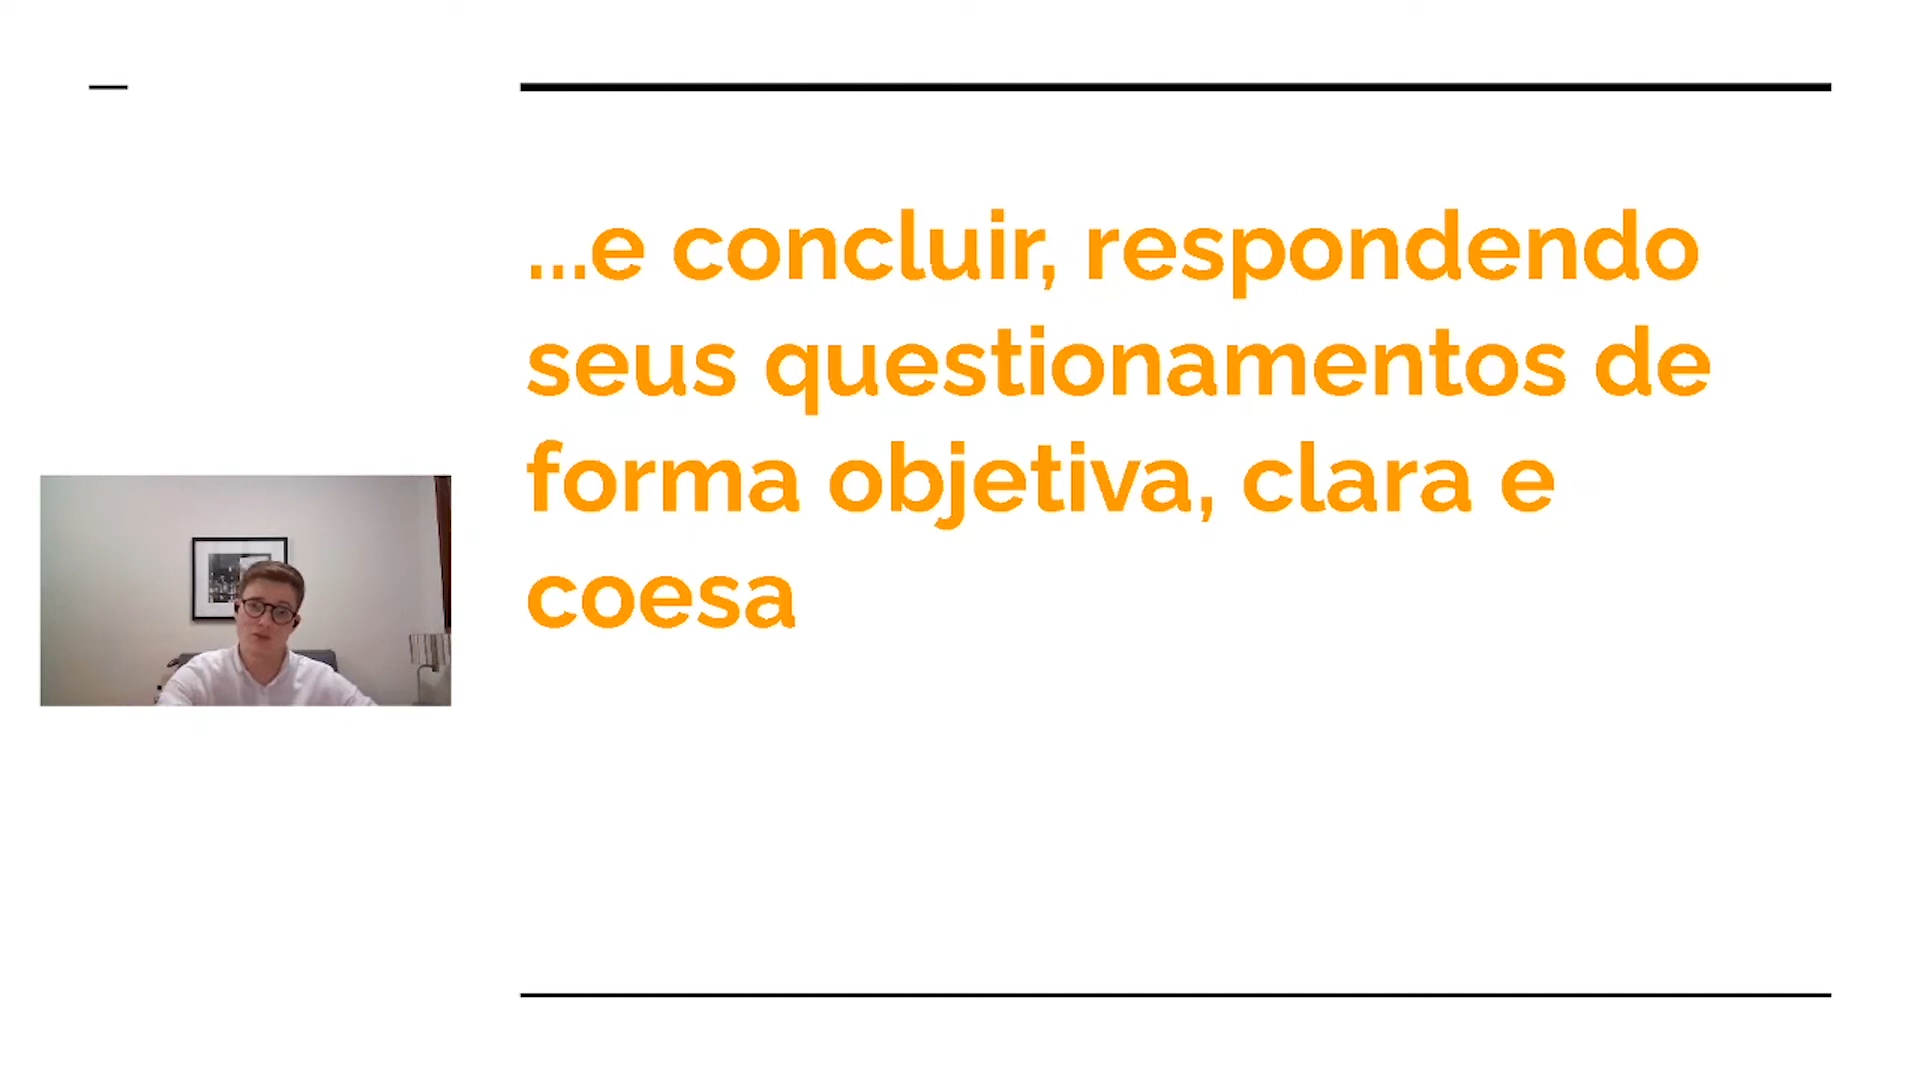 ...e concluir, respondendo
seus questionamentos de
forma objetiva, clara e
coesa